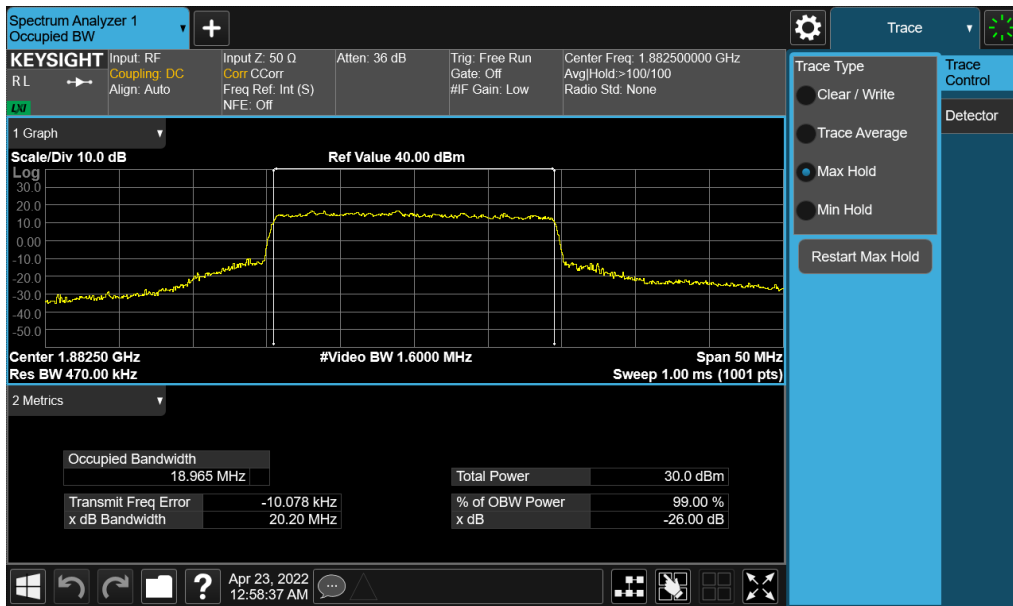 Spectrum Analyzer 1
Occupied BW
+
Trace
KEYSIGHT
R L
LXI
Input: RF
Coupling: DC
Align: Auto
Input Z: 50 Ω
Corr CCorr
Freq Ref: Int (S)
NFE: Off
Atten: 36 dB
Trig: Free Run
Gate: Off
#IF Gain: Low
Center Freq: 1.882500000 GHz
Avg|Hold:>100/100
Radio Std: None
Trace Type
Clear / Write
Trace Average
Max Hold
Min Hold
Restart Max Hold
Trace
Control
Detector
1 Graph
Scale/Div 10.0 dB
Ref Value 40.00 dBm
Log
30.0
20.0
10.0
0.00
-10.0
-20.0
-30.0
-40.0
-50.0
Center 1.88250 GHz
#Video BW 1.6000 MHz
Span 50 MHz
Res BW 470.00 kHz
Sweep 1.00 ms (1001 pts)
2 Metrics
Occupied Bandwidth
18.965 MHz
Total Power 30.0 dBm
Transmit Freq Error -10.078 kHz
% of OBW Power 99.00 %
x dB Bandwidth 20.20 MHz
x dB -26.00 dB
?
Apr 23, 2022
12:58:37 AM